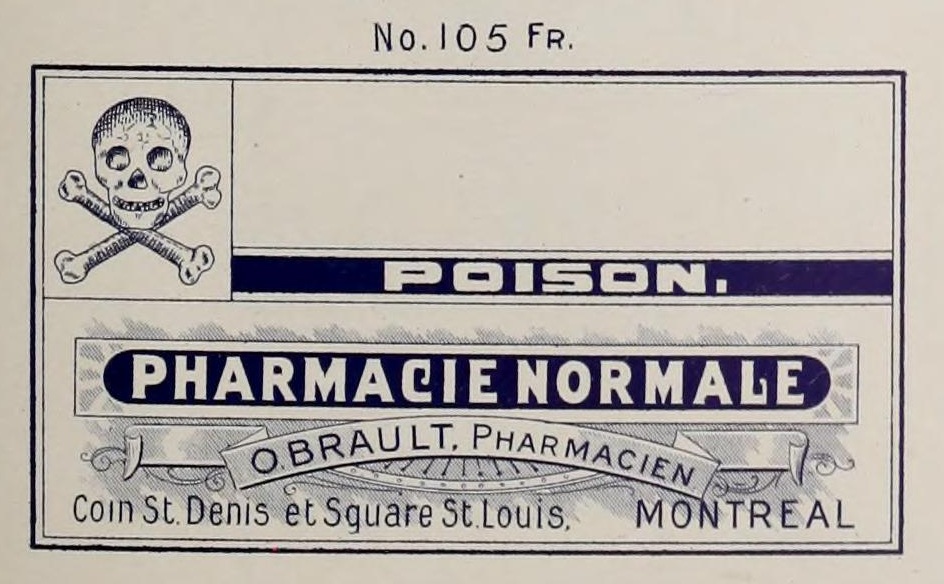 No. 105 FR.
POISON.
PHARMACIE NORMALE
O. BRAULT, PHARMACIEN
Coin St. Denis et Square St. Louis, MONTREAL